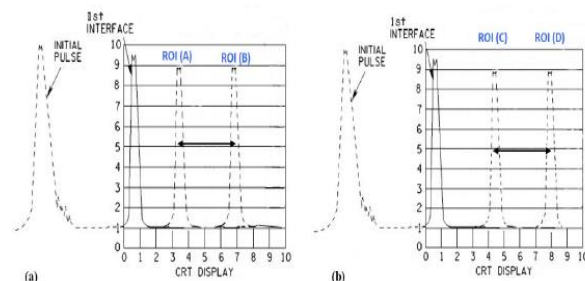 1st
INTERFACE
INITIAL
PULSE
ROI (A)
ROI (B)
10
9
8
7
6
5
4
3
2
1
0
0 1 2 3 4 5 6 7 8 9 10
CRT DISPLAY
(a)
1st
INTERFACE
INITIAL
PULSE
ROI (C)
ROI (D)
10
9
8
7
6
5
4
3
2
1
0
0 1 2 3 4 5 6 7 8 9 10
CRT DISPLAY
(b)